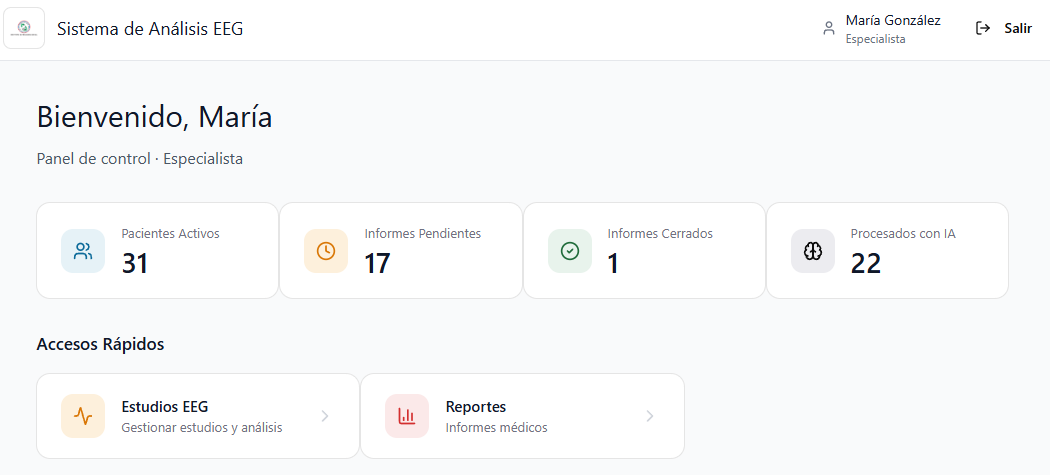 Sistema de Análisis EEG
María González
Especialista
Salir
Bienvenido, María
Panel de control · Especialista
Pacientes Activos
31
Informes Pendientes
17
Informes Cerrados
1
Procesados con IA
22
Accesos Rápidos
Estudios EEG
Gestionar estudios y análisis
Reportes
Informes médicos